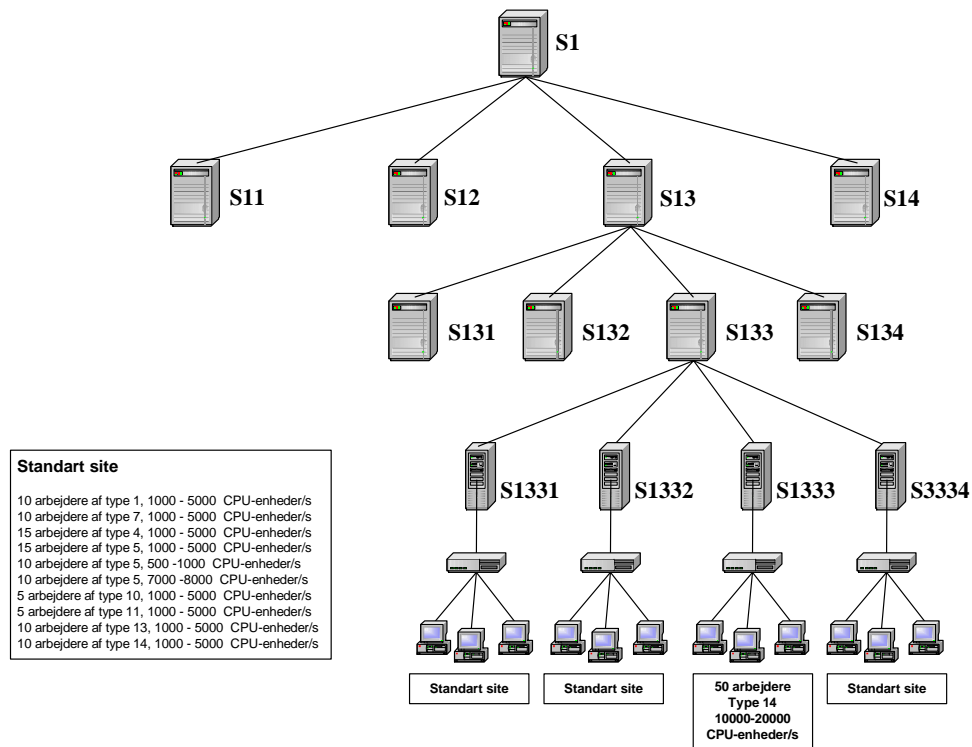 S1
S11
S12
S13
S14
S131
S132
S133
S134
S1331
S1332
S1333
S3334
Standart site
10 arbejdere af type 1, 1000 - 5000 CPU-enheder/s
10 arbejdere af type 7, 1000 - 5000 CPU-enheder/s
15 arbejdere af type 4, 1000 - 5000 CPU-enheder/s
15 arbejdere af type 5, 1000 - 5000 CPU-enheder/s
10 arbejdere af type 5, 500 -1000 CPU-enheder/s
10 arbejdere af type 5, 7000 -8000 CPU-enheder/s
5 arbejdere af type 10, 1000 - 5000 CPU-enheder/s
5 arbejdere af type 11, 1000 - 5000 CPU-enheder/s
10 arbejdere af type 13, 1000 - 5000 CPU-enheder/s
10 arbejdere af type 14, 1000 - 5000 CPU-enheder/s
Standart site
Standart site
50 arbejdere
Type 14
10000-20000
CPU-enheder/s
Standart site